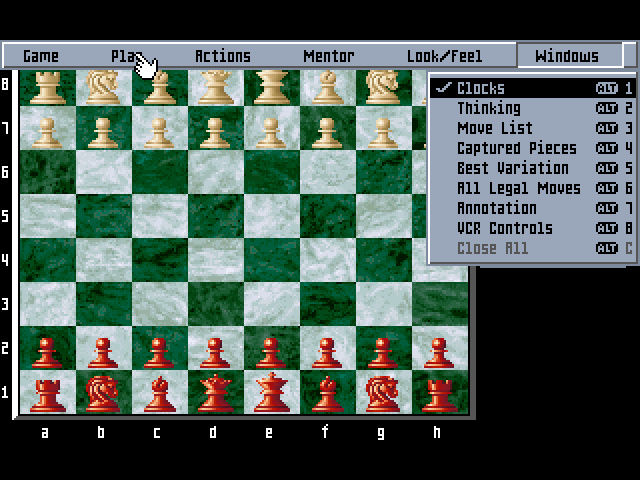 Game Play Actions Mentor Look/Feel Windows
Clocks ALT 1
Thinking ALT 2
Move List ALT 3
Captured Pieces ALT 4
Best Variation ALT 5
All Legal Moves ALT 6
Annotation ALT 7
VCR Controls ALT 8
Close All ALT C
8
7
6
5
4
3
2
1
a b c d e f g h